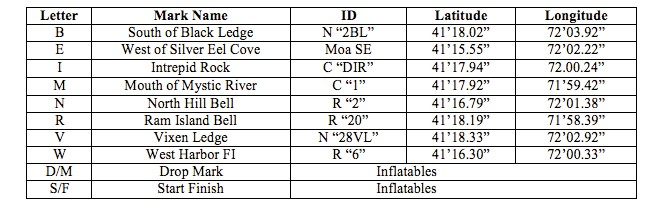 Letter Mark Name ID Latitude Longitude
B South of Black Ledge N “2BL” 41’18.02” 72’03.92”
E West of Silver Eel Cove Moa SE 41’15.55” 72’02.22”
I Intrepid Rock C “DIR” 41’17.94” 72.00.24”
M Mouth of Mystic River C “1” 41’17.92” 71’59.42”
N North Hill Bell R “2” 41’16.79” 72’01.38”
R Ram Island Bell R “20” 41’18.19” 71’58.39”
V Vixen Ledge N “28VL” 41’18.33” 72’02.92”
W West Harbor FI R “6” 41’16.30” 72’00.33”
D/M Drop Mark Inflatables
S/F Start Finish Inflatables